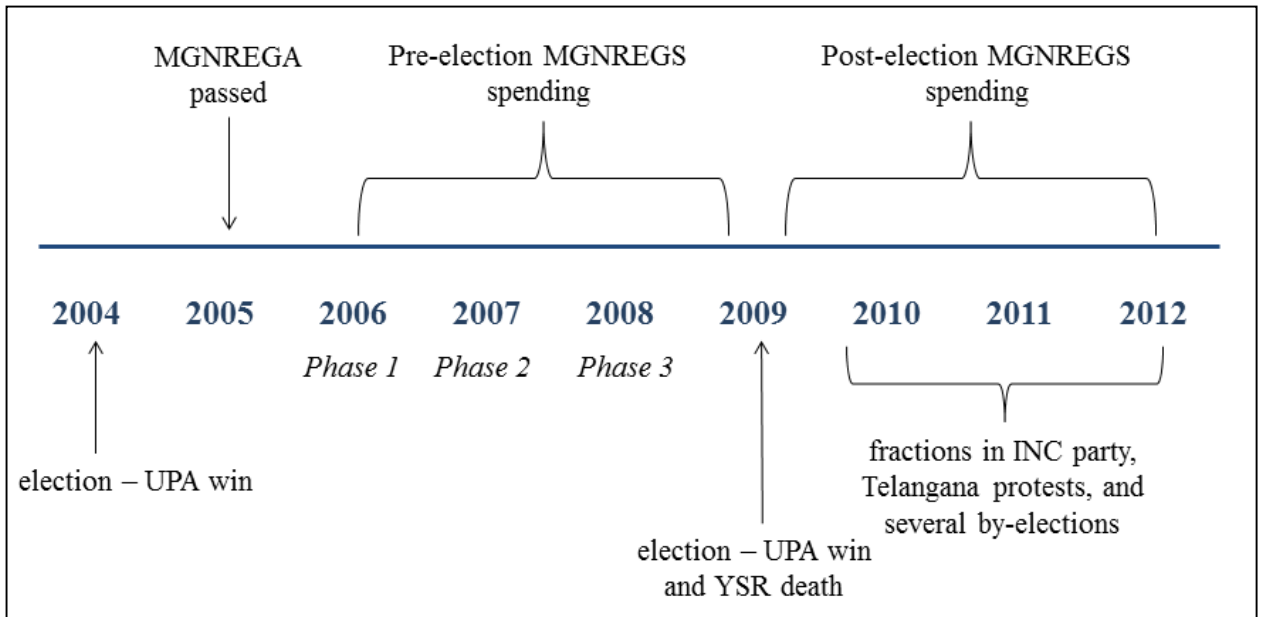 MGNREGA
passed
Pre-election MGNREGS
spending
Post-election MGNREGS
spending
2004 2005 2006 2007 2008 2009 2010 2011 2012
Phase 1 Phase 2 Phase 3
election – UPA win
fractions in INC party,
Telangana protests, and
several by-elections
election – UPA win
and YSR death